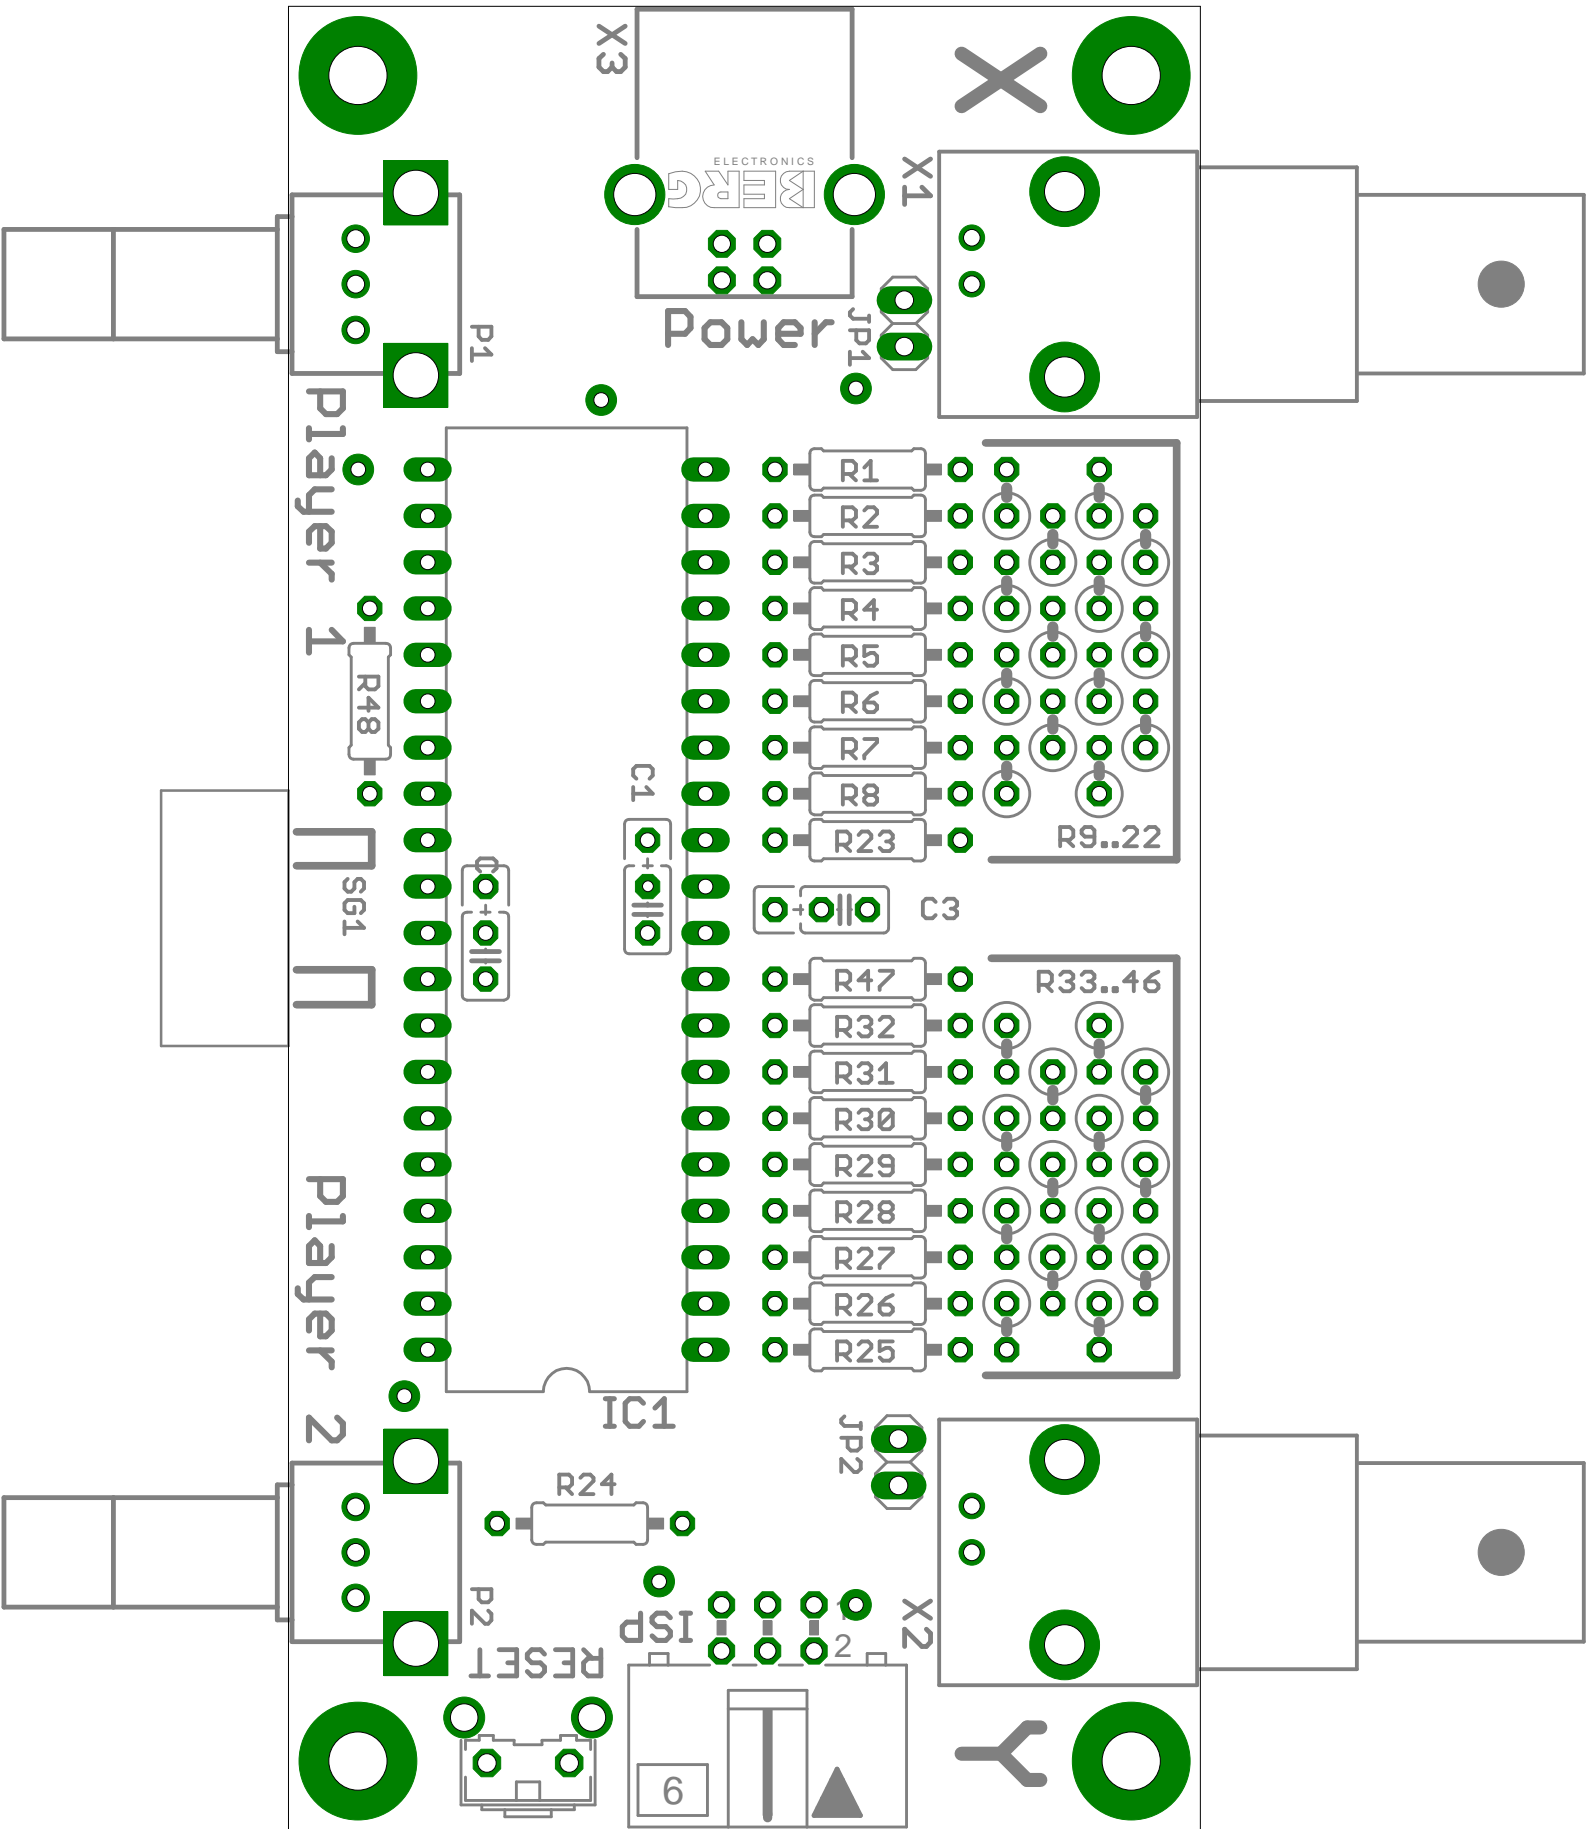 X3
X
ELECTRONICS
BERG
X1
P1
Power
JP1
Player 1
R1
R2
R3
R4
R5
R6
R7
R8
R23
R9..22
R48
C1
C
SG1
C3
R47
R33..46
R32
R31
R30
R29
R28
R27
R26
R25
Player 2
IC1
JP2
R24
P2
ISP
1
2
X2
RESET
6
Y